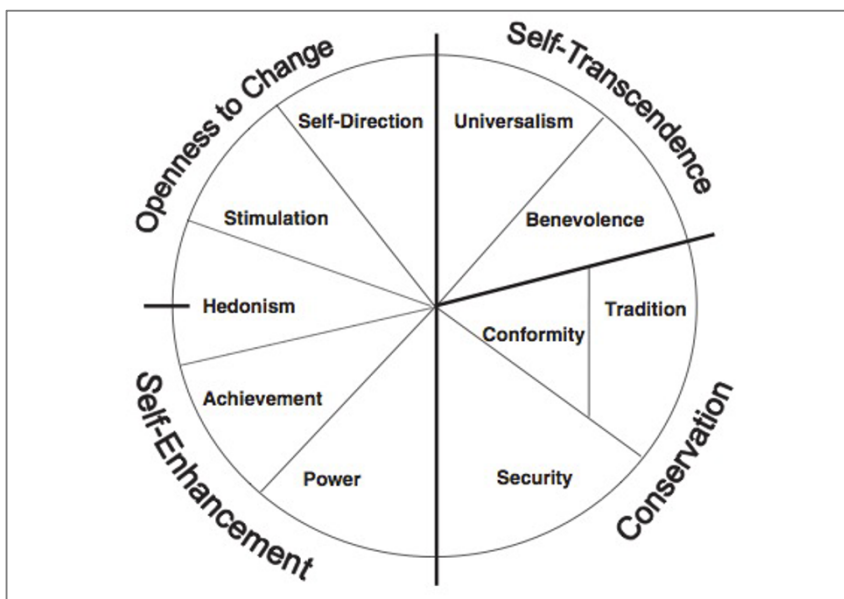 Openness to Change
Self-Transcendence
Self-Direction
Universalism
Stimulation
Benevolence
Hedonism
Conformity
Tradition
Achievement
Power
Security
Self-Enhancement
Conservation